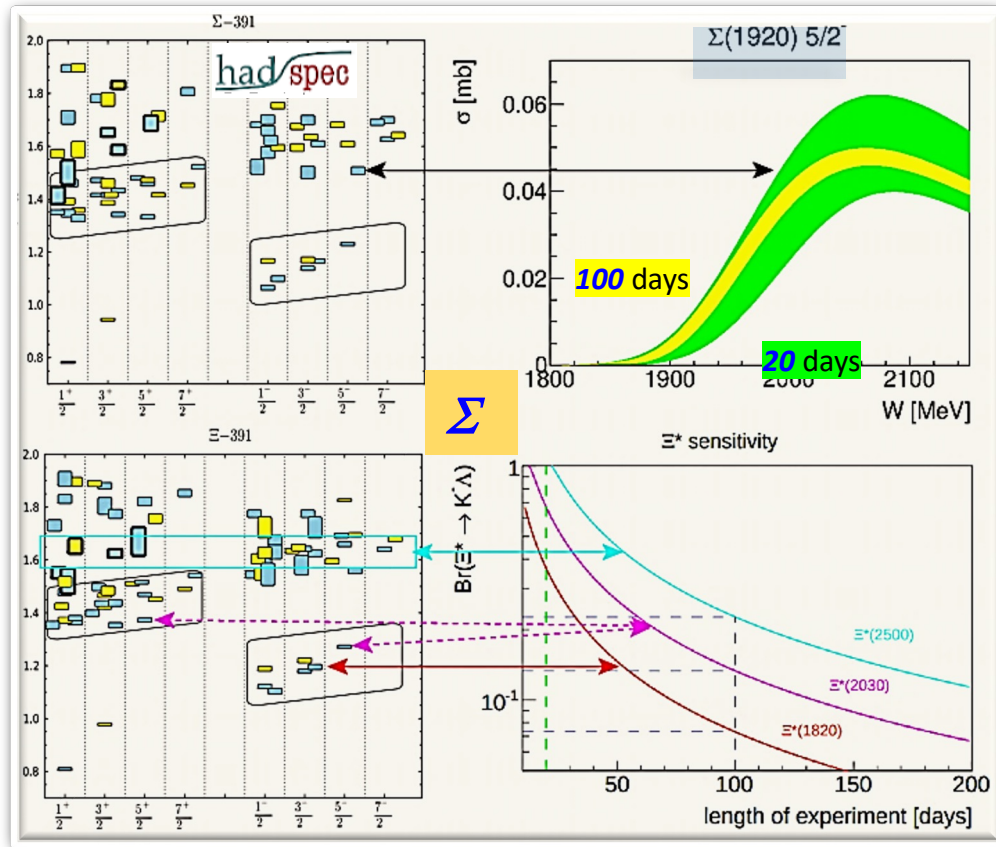 Σ-391
2.0
1.8
1.6
1.4
1.2
1.0
0.8
had spec
1/2⁺ 3/2⁺ 5/2⁺ 7/2⁺ 1/2⁻ 3/2⁻ 5/2⁻ 7/2⁻
Σ(1920) 5/2⁻
σ [mb]
0.06
0.04
0.02
0
100 days
20 days
1800 1900 2000 2100
W [MeV]
Σ
Ξ-391
2.0
1.8
1.6
1.4
1.2
1.0
0.8
1/2⁺ 3/2⁺ 5/2⁺ 7/2⁺ 1/2⁻ 3/2⁻ 5/2⁻ 7/2⁻
Ξ* sensitivity
Br(Ξ* → K⁻Λ)
1
10⁻¹
Ξ*(2500)
Ξ*(2030)
Ξ*(1820)
50 100 150 200
length of experiment [days]